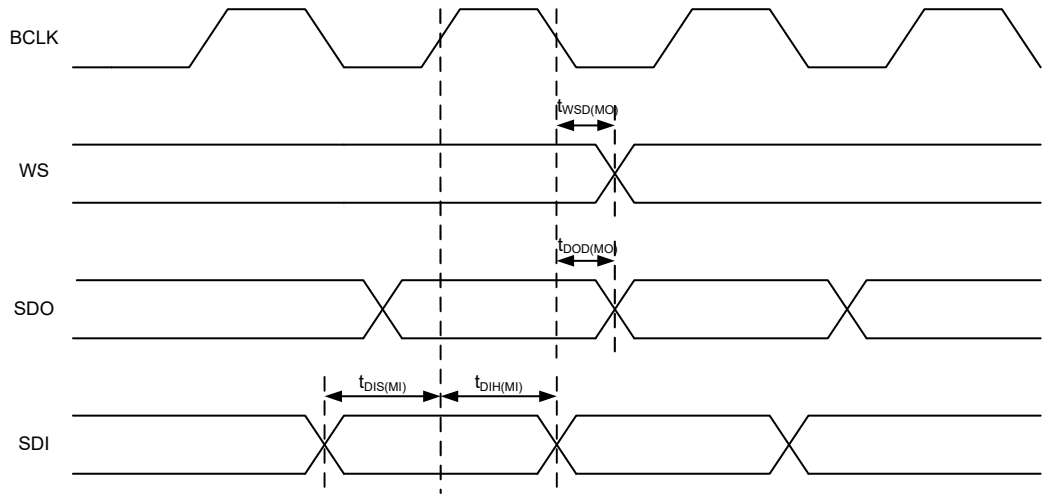 BCLK
tWSD(MO)
WS
tDOD(MO)
SDO
tDIS(MI)
tDIH(MI)
SDI